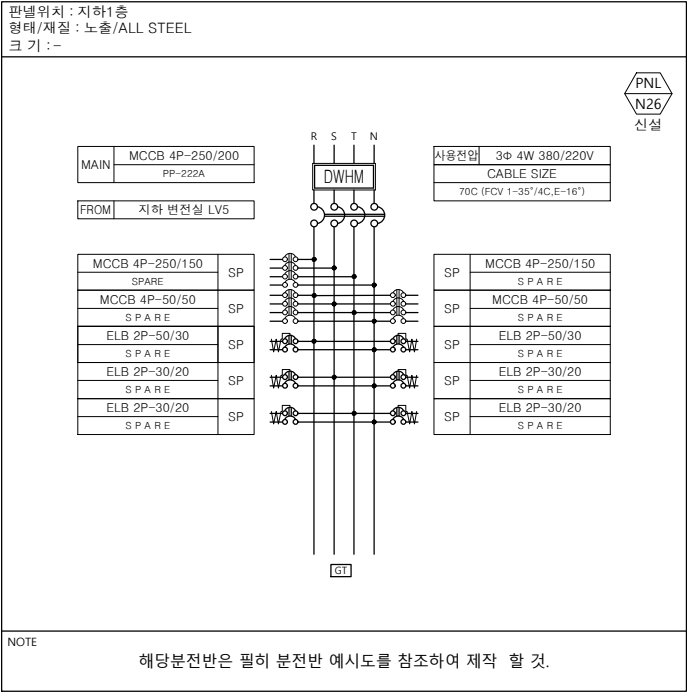 판넬위치 : 지하1층
형태/재질 : 노출/ALL STEEL
크 기 : -
PNL
N26
신설
R S T N
MAIN MCCB 4P-250/200
PP-222A
DWHM
사용전압 3Φ 4W 380/220V
CABLE SIZE
70C (FCV 1-35°/4C,E-16°)
FROM 지하 변전실 LV5
MCCB 4P-250/150 SP
SPARE
SP MCCB 4P-250/150
SPARE
MCCB 4P-50/50 SP
SPARE
SP MCCB 4P-50/50
SPARE
ELB 2P-50/30 SP
SPARE
SP ELB 2P-50/30
SPARE
ELB 2P-30/20 SP
SPARE
SP ELB 2P-30/20
SPARE
ELB 2P-30/20 SP
SPARE
SP ELB 2P-30/20
SPARE
GT
NOTE
해당분전반은 필히 분전반 예시도를 참조하여 제작 할 것.